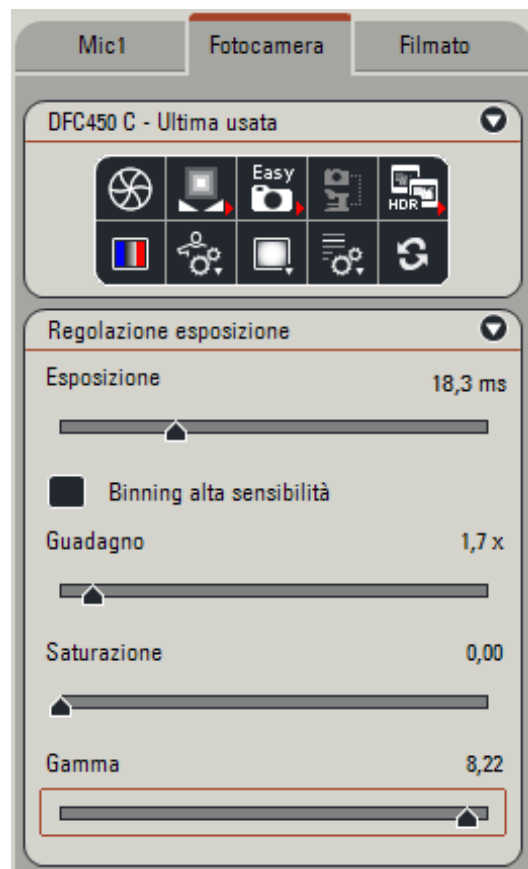 Mic1 Fotocamera Filmato
DFC450 C - Ultima usata
Easy
HDR
Regolazione esposizione
Esposizione 18,3 ms
Binning alta sensibilità
Guadagno 1,7 x
Saturazione 0,00
Gamma 8,22